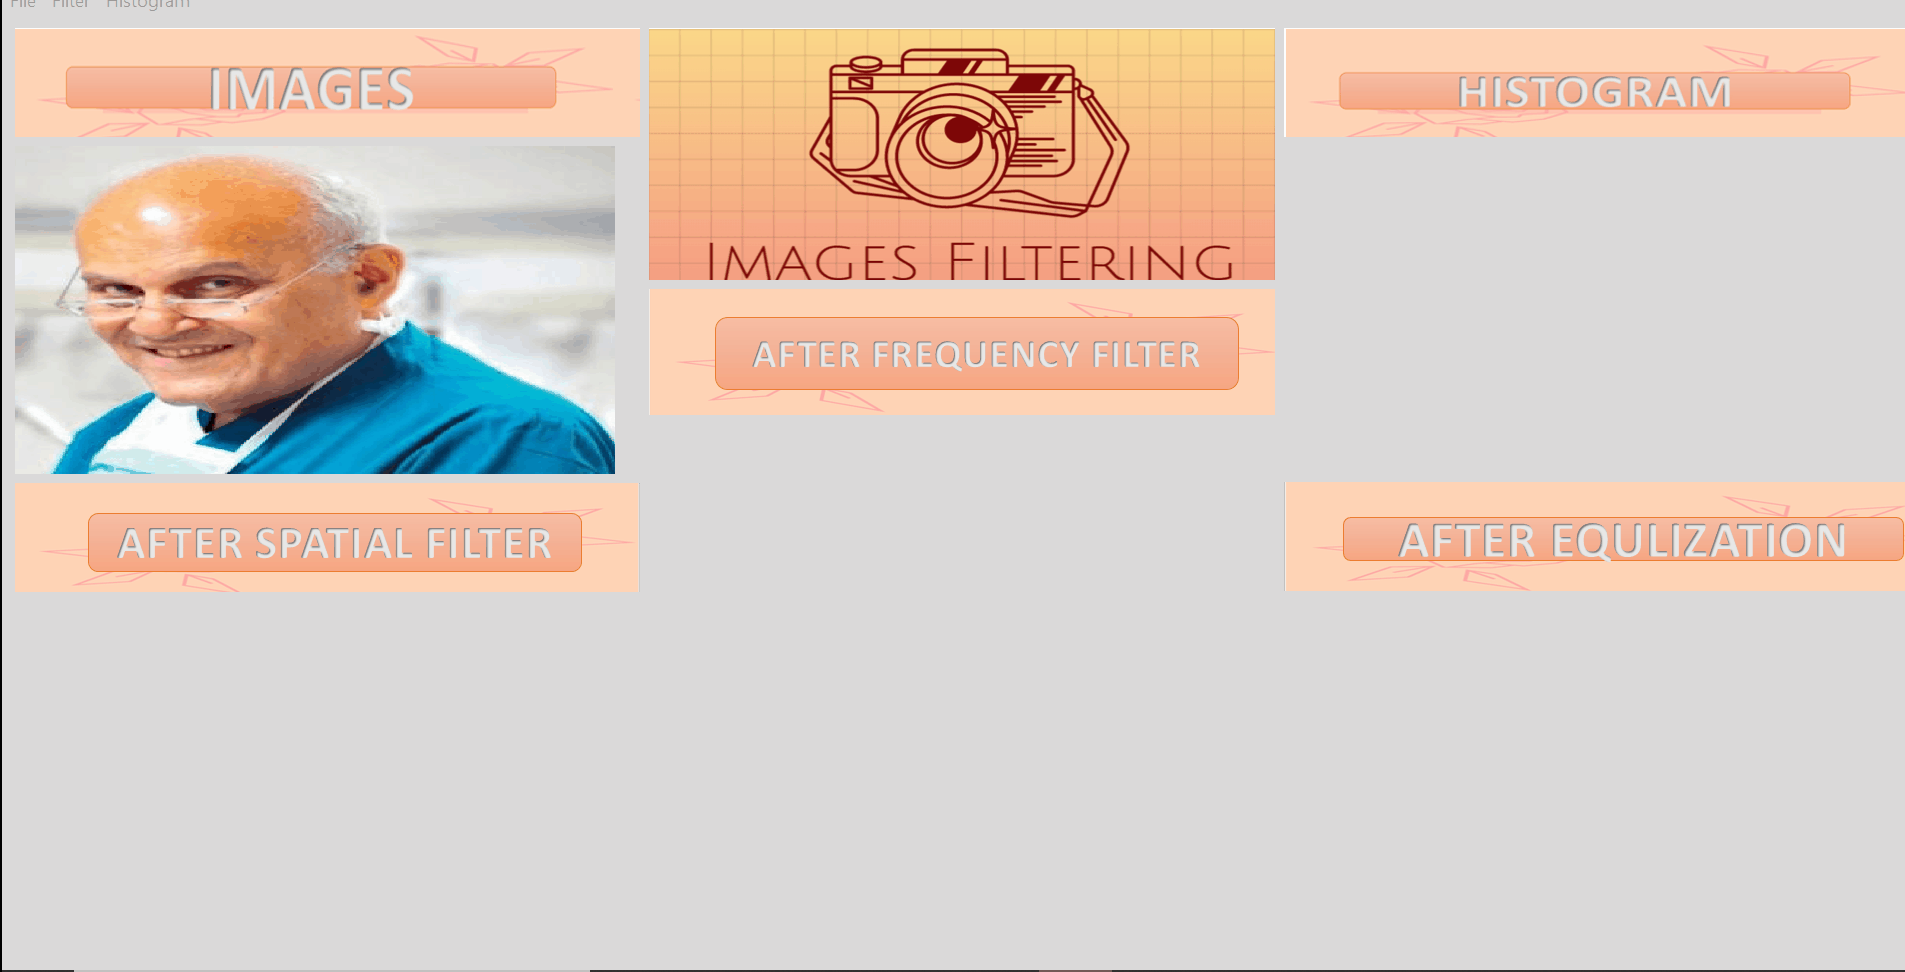 File Filter Histogram
IMAGES
IMAGES FILTERING
HISTOGRAM
AFTER FREQUENCY FILTER
AFTER SPATIAL FILTER
AFTER EQULIZATION